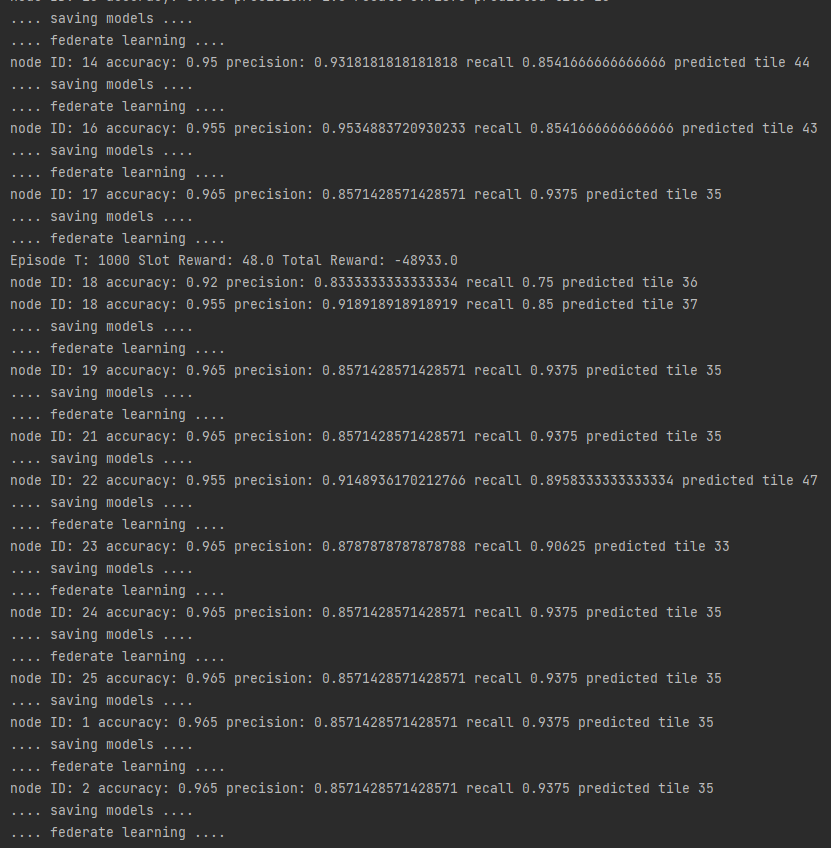 .... saving models ....
.... federate learning ....
node ID: 14 accuracy: 0.95 precision: 0.9318181818181818 recall 0.8541666666666666 predicted tile 44
.... saving models ....
.... federate learning ....
node ID: 16 accuracy: 0.955 precision: 0.9534883720930233 recall 0.8541666666666666 predicted tile 43
.... saving models ....
.... federate learning ....
node ID: 17 accuracy: 0.965 precision: 0.8571428571428571 recall 0.9375 predicted tile 35
.... saving models ....
.... federate learning ....
Episode T: 1000 Slot Reward: 48.0 Total Reward: -48933.0
node ID: 18 accuracy: 0.92 precision: 0.8333333333333334 recall 0.75 predicted tile 36
node ID: 18 accuracy: 0.955 precision: 0.918918918918919 recall 0.85 predicted tile 37
.... saving models ....
.... federate learning ....
node ID: 19 accuracy: 0.965 precision: 0.8571428571428571 recall 0.9375 predicted tile 35
.... saving models ....
.... federate learning ....
node ID: 21 accuracy: 0.965 precision: 0.8571428571428571 recall 0.9375 predicted tile 35
.... saving models ....
node ID: 22 accuracy: 0.955 precision: 0.9148936170212766 recall 0.8958333333333334 predicted tile 47
.... saving models ....
.... federate learning ....
node ID: 23 accuracy: 0.965 precision: 0.8787878787878788 recall 0.90625 predicted tile 33
.... saving models ....
.... federate learning ....
node ID: 24 accuracy: 0.965 precision: 0.8571428571428571 recall 0.9375 predicted tile 35
.... saving models ....
.... federate learning ....
node ID: 25 accuracy: 0.965 precision: 0.8571428571428571 recall 0.9375 predicted tile 35
.... saving models ....
node ID: 1 accuracy: 0.965 precision: 0.8571428571428571 recall 0.9375 predicted tile 35
.... saving models ....
.... federate learning ....
node ID: 2 accuracy: 0.965 precision: 0.8571428571428571 recall 0.9375 predicted tile 35
.... saving models ....
.... federate learning ....